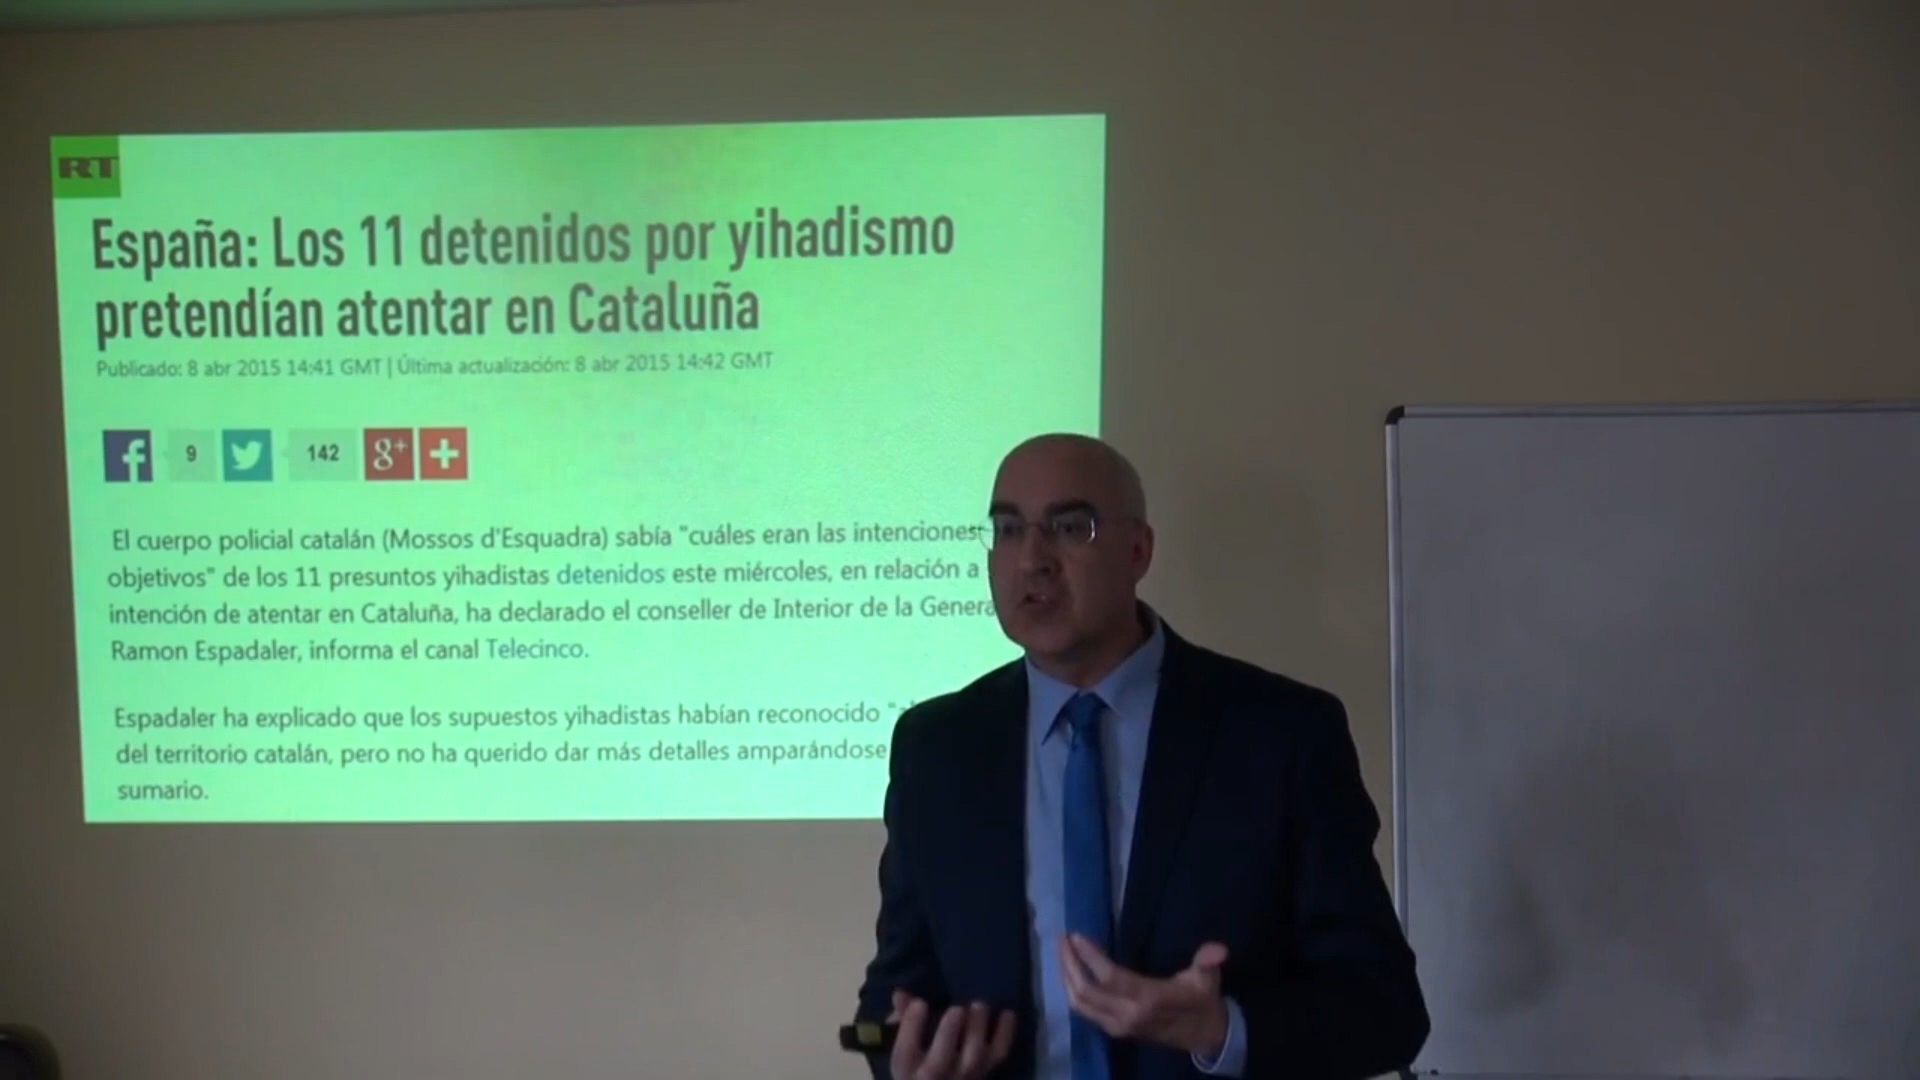 RT
España: Los 11 detenidos por yihadismo
pretendían atentar en Cataluña
Publicado: 8 abr 2015 14:41 GMT | Última actualización: 8 abr 2015 14:42 GMT
f 9 142 g+ +
El cuerpo policial catalán (Mossos d'Esquadra) sabía "cuáles eran las intenciones
objetivos" de los 11 presuntos yihadistas detenidos este miércoles, en relación a
intención de atentar en Cataluña, ha declarado el conseller de Interior de la Genera
Ramon Espadaler, informa el canal Telecinco.
Espadaler ha explicado que los supuestos yihadistas habían reconocido
del territorio catalán, pero no ha querido dar más detalles amparándose
sumario.